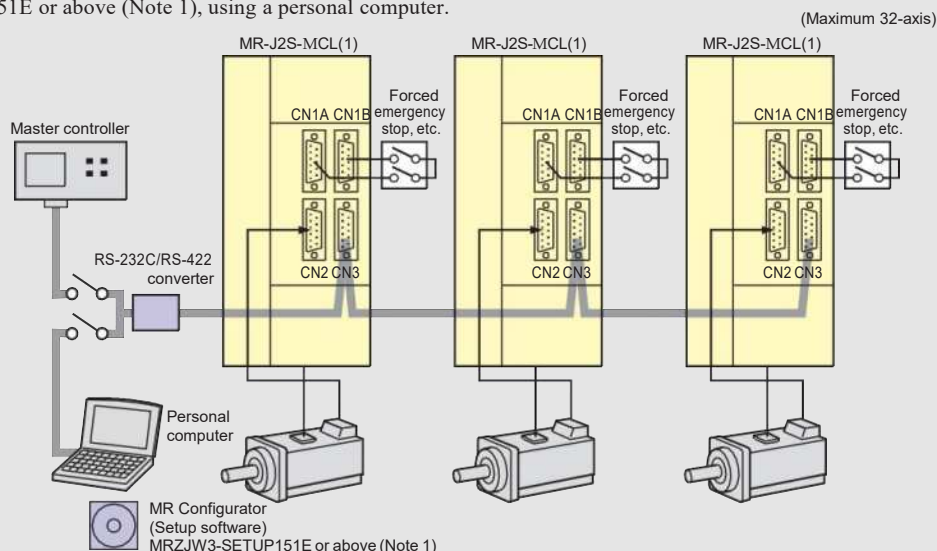 51E or above (Note 1), using a personal computer.
(Maximum 32-axis)
MR-J2S-MCL(1)
MR-J2S-MCL(1)
MR-J2S-MCL(1)
CN1A CN1B
Forced
emergency
stop, etc.
CN1A CN1B
Forced
emergency
stop, etc.
CN1A CN1B
Forced
emergency
stop, etc.
Master controller
RS-232C/RS-422
converter
CN2 CN3
CN2 CN3
CN2 CN3
Personal
computer
MR Configurator
(Setup software)
MRZJW3-SETUP151E or above (Note 1)